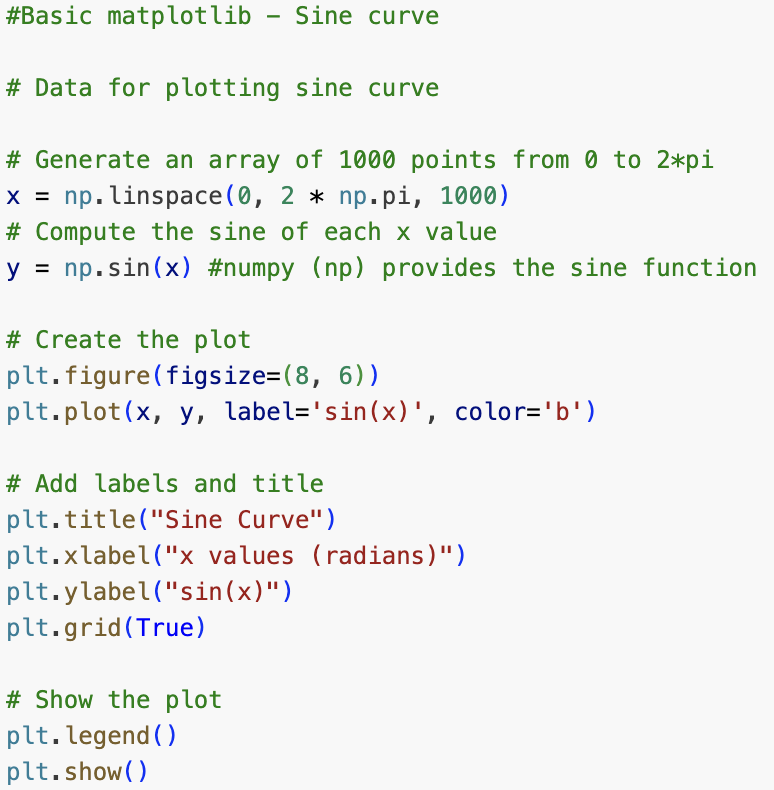 #Basic matplotlib – Sine curve
# Data for plotting sine curve
# Generate an array of 1000 points from 0 to 2*pi
x = np.linspace(0, 2 * np.pi, 1000)
# Compute the sine of each x value
y = np.sin(x) #numpy (np) provides the sine function
# Create the plot
plt.figure(figsize=(8, 6))
plt.plot(x, y, label='sin(x)', color='b')
# Add labels and title
plt.title("Sine Curve")
plt.xlabel("x values (radians)")
plt.ylabel("sin(x)")
plt.grid(True)
# Show the plot
plt.legend()
plt.show()